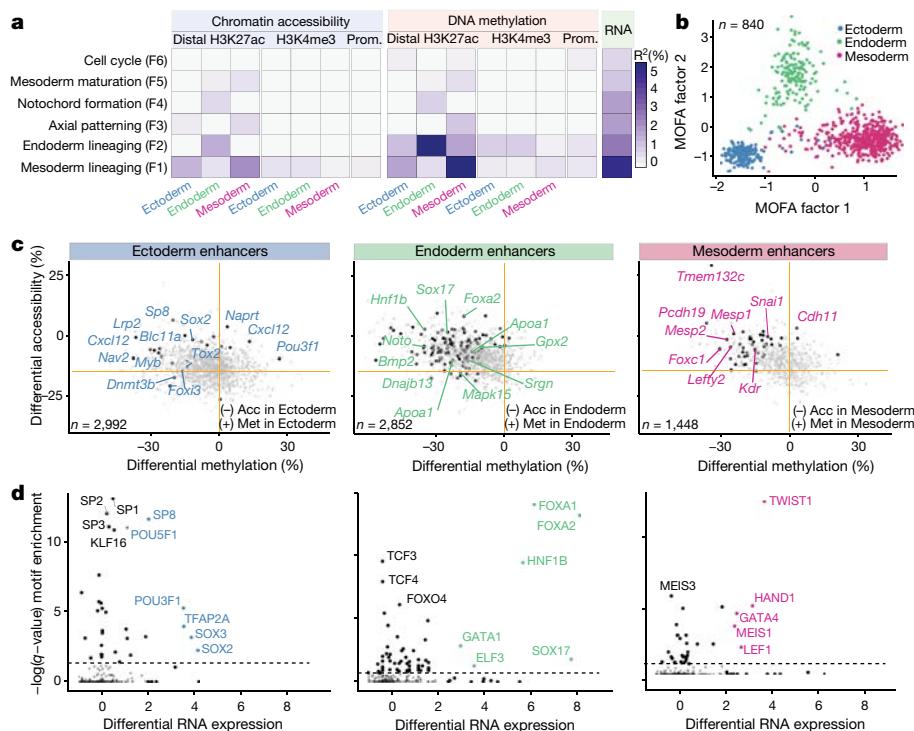 a
Chromatin accessibility
DNA methylation
RNA
Distal H3K27ac H3K4me3 Prom.
Distal H3K27ac H3K4me3 Prom.
R²(%)
Cell cycle (F6)
Mesoderm maturation (F5)
Notochord formation (F4)
Axial patterning (F3)
Endoderm lineaging (F2)
Mesoderm lineaging (F1)
5
4
3
2
1
0
Ectoderm
Endoderm
Mesoderm
Ectoderm
Endoderm
Mesoderm
Ectoderm
Endoderm
Mesoderm
Ectoderm
Endoderm
Mesoderm
b
n = 840
Ectoderm
Endoderm
Mesoderm
MOFA factor 2
3
2
1
0
−1
−2 −1 0 1
MOFA factor 1
c
Ectoderm enhancers
Differential accessibility (%)
25
0
−25
Sp8
Sox2
Naprt
Lrp2
Cxcl12
Blc11a
Cxcl12
Nav2
Myb
Tox2
Pou3f1
Dnmt3b
Foxi3
(−) Acc in Ectoderm
(+) Met in Ectoderm
n = 2,992
−30 0 30
Differential methylation (%)
Endoderm enhancers
Sox17
Hnf1b
Foxa2
Apoa1
Noto
Gpx2
Bmp2
Dnajb13
Srgn
Mapk15
Apoa1
(−) Acc in Endoderm
(+) Met in Endoderm
n = 2,852
−30 0 30
Differential methylation (%)
Mesoderm enhancers
Tmem132c
Pcdh19
Mesp1
Snai1
Cdh11
Mesp2
Foxc1
Lefty2
Kdr
(−) Acc in Mesoderm
(+) Met in Mesoderm
n = 1,448
−30 0 30
Differential methylation (%)
d
−log(q-value) motif enrichment
10
5
0
SP2
SP1
SP8
SP3
POU5F1
KLF16
POU3F1
TFAP2A
SOX3
SOX2
0 2 4 6 8
Differential RNA expression
FOXA1
FOXA2
TCF3
HNF1B
TCF4
FOXO4
GATA1
ELF3
SOX17
0 2 4 6 8
Differential RNA expression
TWIST1
MEIS3
HAND1
GATA4
MEIS1
LEF1
0 2 4 6 8
Differential RNA expression